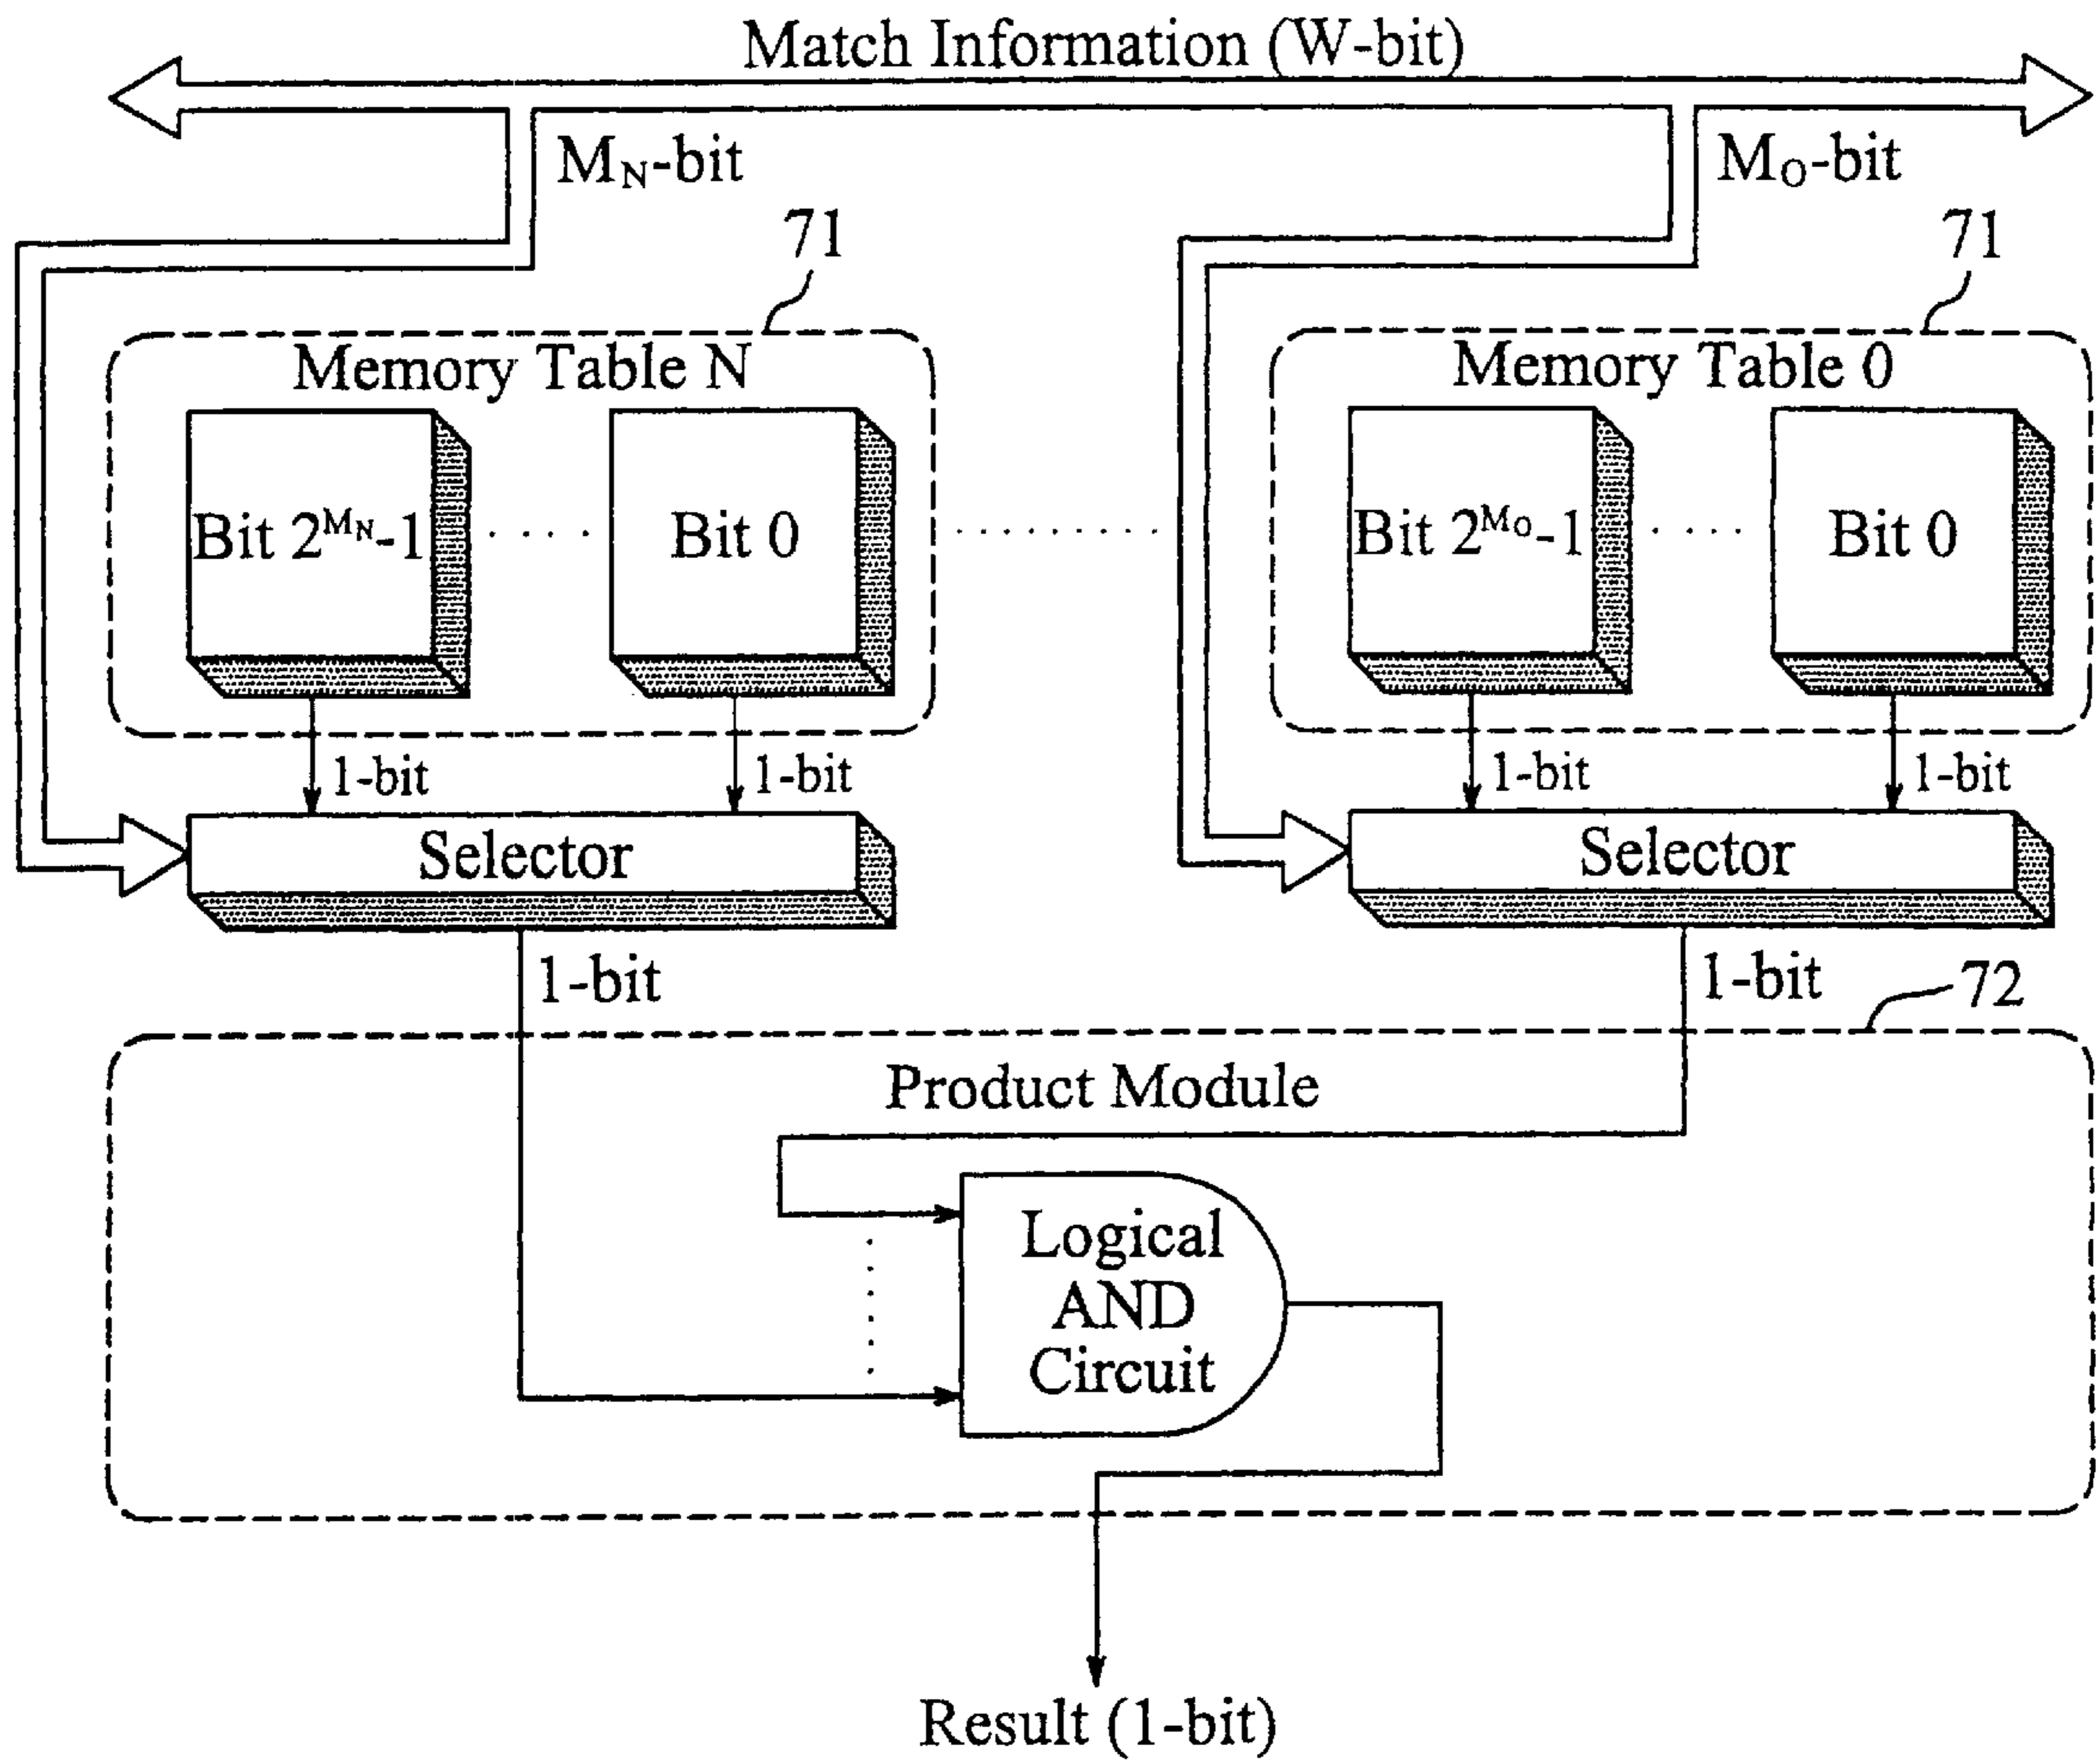 Match Information (W-bit)
M_N-bit
M_O-bit
71
71
Memory Table N
Memory Table 0
Bit 2^{M_N}-1
. . . .
Bit 0
. . . . . . . . .
Bit 2^{M_O}-1
. . . .
Bit 0
1-bit
1-bit
1-bit
1-bit
Selector
Selector
1-bit
1-bit
72
Product Module
Logical
AND
Circuit
Result (1-bit)